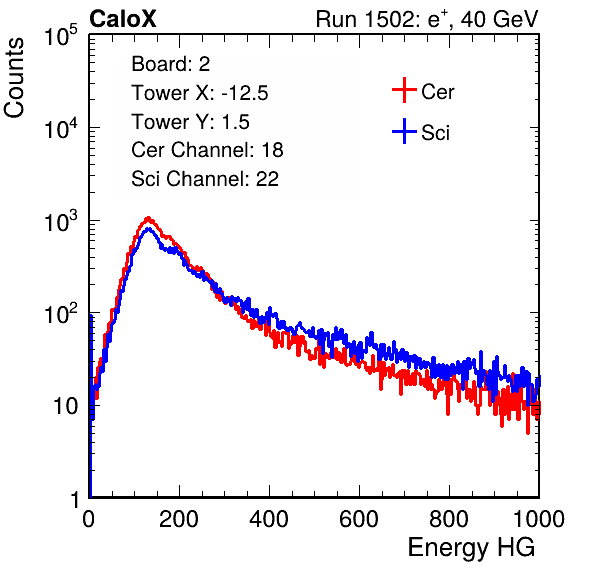 CaloX Run 1502: e⁺, 40 GeV
Counts
Board: 2
Tower X: -12.5
Tower Y: 1.5
Cer Channel: 18
Sci Channel: 22
Cer
Sci
10⁵
10⁴
10³
10²
10
1
0 200 400 600 800 1000
Energy HG